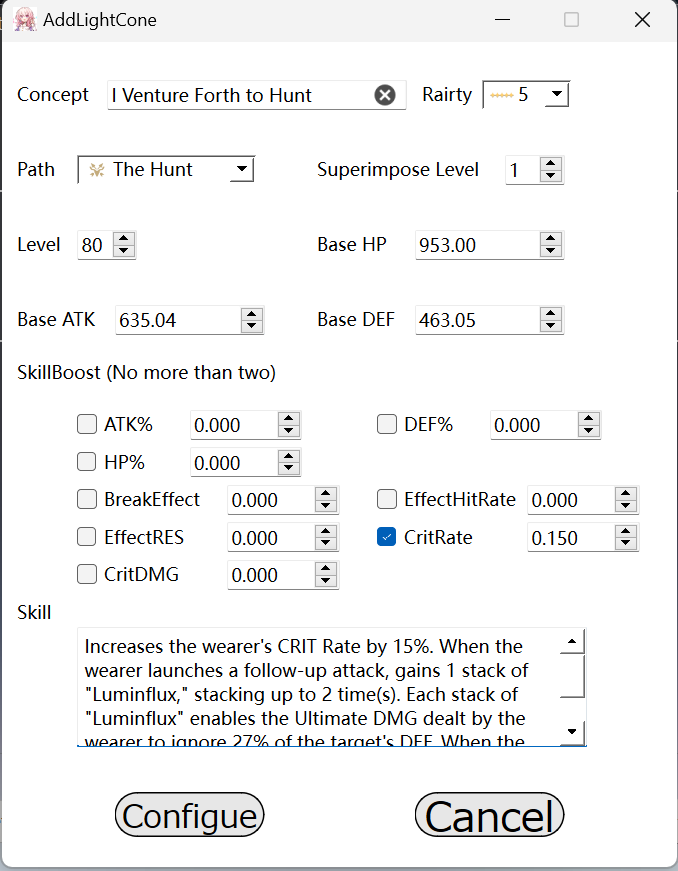 AddLightCone
Concept I Venture Forth to Hunt Rairty 5
Path The Hunt Superimpose Level 1
Level 80 Base HP 953.00
Base ATK 635.04 Base DEF 463.05
SkillBoost (No more than two)
ATK% 0.000 DEF% 0.000
HP% 0.000
BreakEffect 0.000 EffectHitRate 0.000
EffectRES 0.000 CritRate 0.150
CritDMG 0.000
Skill
Increases the wearer's CRIT Rate by 15%. When the
wearer launches a follow-up attack, gains 1 stack of
"Luminflux," stacking up to 2 time(s). Each stack of
"Luminflux" enables the Ultimate DMG dealt by the
wearer to ignore 27% of the target's DEF. When the
Configue Cancel